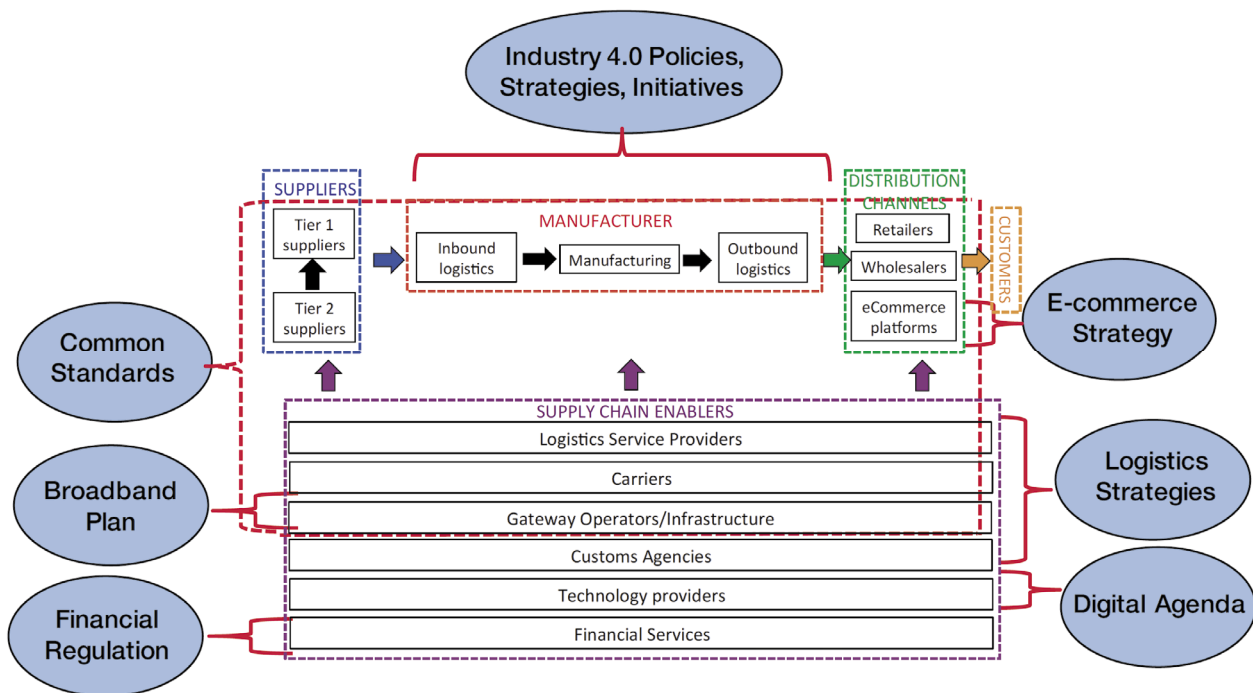 Industry 4.0 Policies,
Strategies, Initiatives
SUPPLIERS
Tier 1
suppliers
Tier 2
suppliers
MANUFACTURER
Inbound
logistics
Manufacturing
Outbound
logistics
DISTRIBUTION
CHANNELS
Retailers
Wholesalers
eCommerce
platforms
CUSTOMERS
E-commerce
Strategy
Common
Standards
SUPPLY CHAIN ENABLERS
Logistics Service Providers
Carriers
Gateway Operators/Infrastructure
Customs Agencies
Technology providers
Financial Services
Logistics
Strategies
Broadband
Plan
Digital Agenda
Financial
Regulation